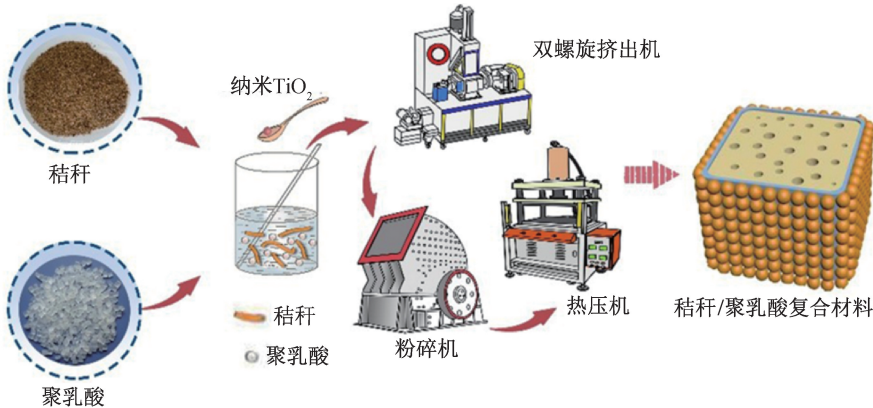 秸秆
聚乳酸
纳米TiO₂
秸秆
聚乳酸
双螺旋挤出机
粉碎机
热压机
秸秆/聚乳酸复合材料